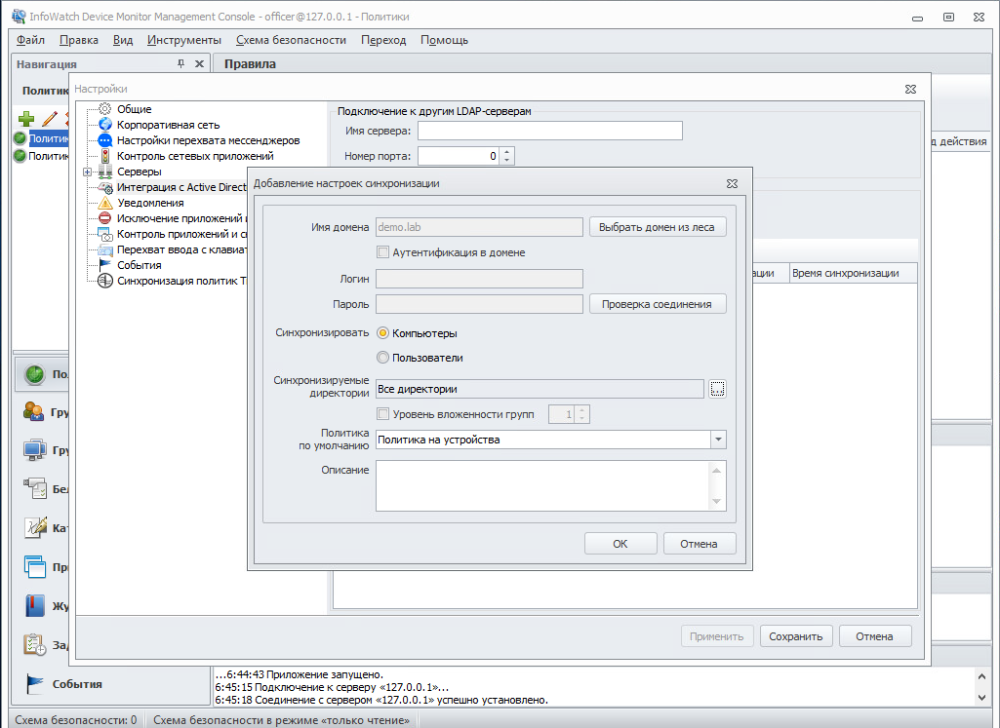 InfoWatch Device Monitor Management Console - officer@127.0.0.1 - Политики
Файл Правка Вид Инструменты Схема безопасности Переход Помощь
Навигация
Правила
Политик
Политик
Политик
д действия
Настройки
Общие
Корпоративная сеть
Настройки перехвата мессенджеров
Контроль сетевых приложений
Серверы
Интеграция с Active Direct
Уведомления
Исключение приложений и
Контроль приложений и с
Перехват ввода с клавиат
События
Синхронизация политик T
Подключение к другим LDAP-серверам
Имя сервера:
Номер порта: 0
ации Время синхронизации
Добавление настроек синхронизации
Имя домена demo.lab Выбрать домен из леса
Аутентификация в домене
Логин
Пароль Проверка соединения
Синхронизировать Компьютеры
Пользователи
Синхронизируемые
директории
Все директории ...
Уровень вложенности групп 1
Политика
по умолчанию
Политика на устройства
Описание
OK Отмена
Применить Сохранить Отмена
По
Гру
Гру
Бел
Ка
При
Жу
Зад
События
...6:44:43 Приложение запущено.
6:45:15 Подключение к серверу «127.0.0.1»...
6:45:18 Соединение с сервером «127.0.0.1» успешно установлено.
Схема безопасности: 0 Схема безопасности в режиме «только чтение»